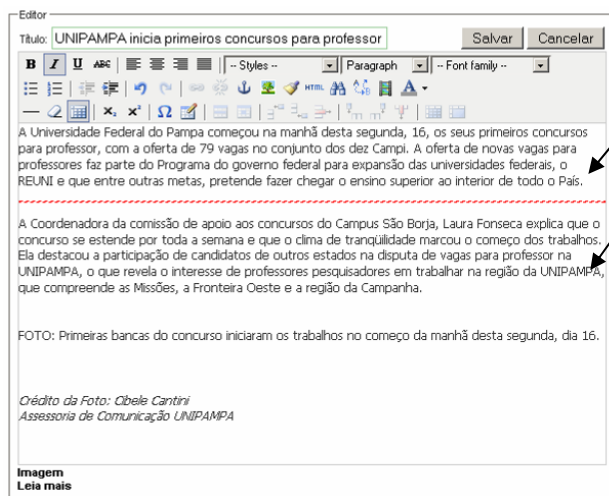 Editor
Título: UNIPAMPA inicia primeiros concursos para professor Salvar Cancelar
B I U ABC -- Styles -- Paragraph -- Font family --
HTML A
x₂ x² Ω
A Universidade Federal do Pampa começou na manhã desta segunda, 16, os seus primeiros concursos
para professor, com a oferta de 79 vagas no conjunto dos dez Campi. A oferta de novas vagas para
professores faz parte do Programa do governo federal para expansão das universidades federais, o
REUNI e que entre outras metas, pretende fazer chegar o ensino superior ao interior de todo o País.
A Coordenadora da comissão de apoio aos concursos do Campus São Borja, Laura Fonseca explica que o
concurso se estende por toda a semana e que o clima de tranqüilidade marcou o começo dos trabalhos.
Ela destacou a participação de candidatos de outros estados na disputa de vagas para professor na
UNIPAMPA, o que revela o interesse de professores pesquisadores em trabalhar na região da UNIPAMPA,
que compreende as Missões, a Fronteira Oeste e a região da Campanha.
FOTO: Primeiras bancas do concurso iniciaram os trabalhos no começo da manhã desta segunda, dia 16.
Crédito da Foto: Cibele Cantini
Assessoria de Comunicação UNIPAMPA
Imagem
Leia mais